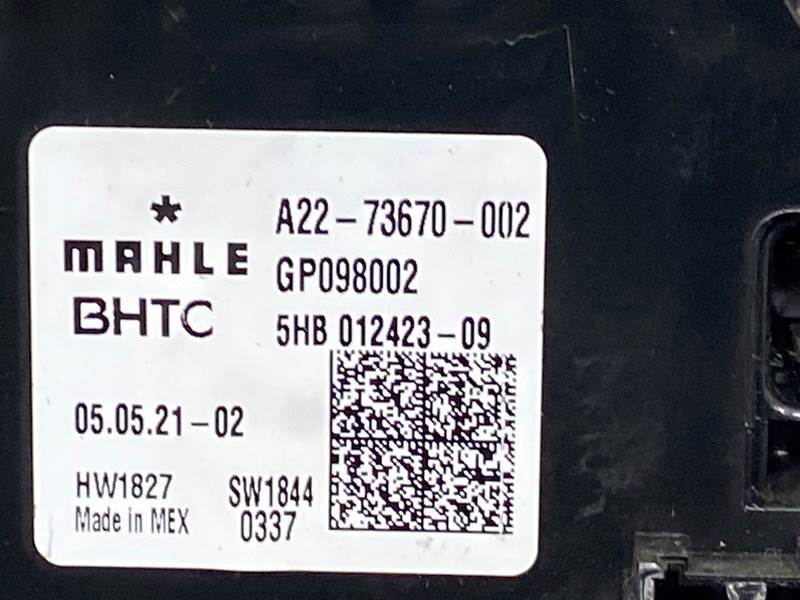 MAHLE
BHTC
A22-73670-002
GP098002
5HB 012423-09
05.05.21-02
HW1827 SW1844
Made in MEX 0337